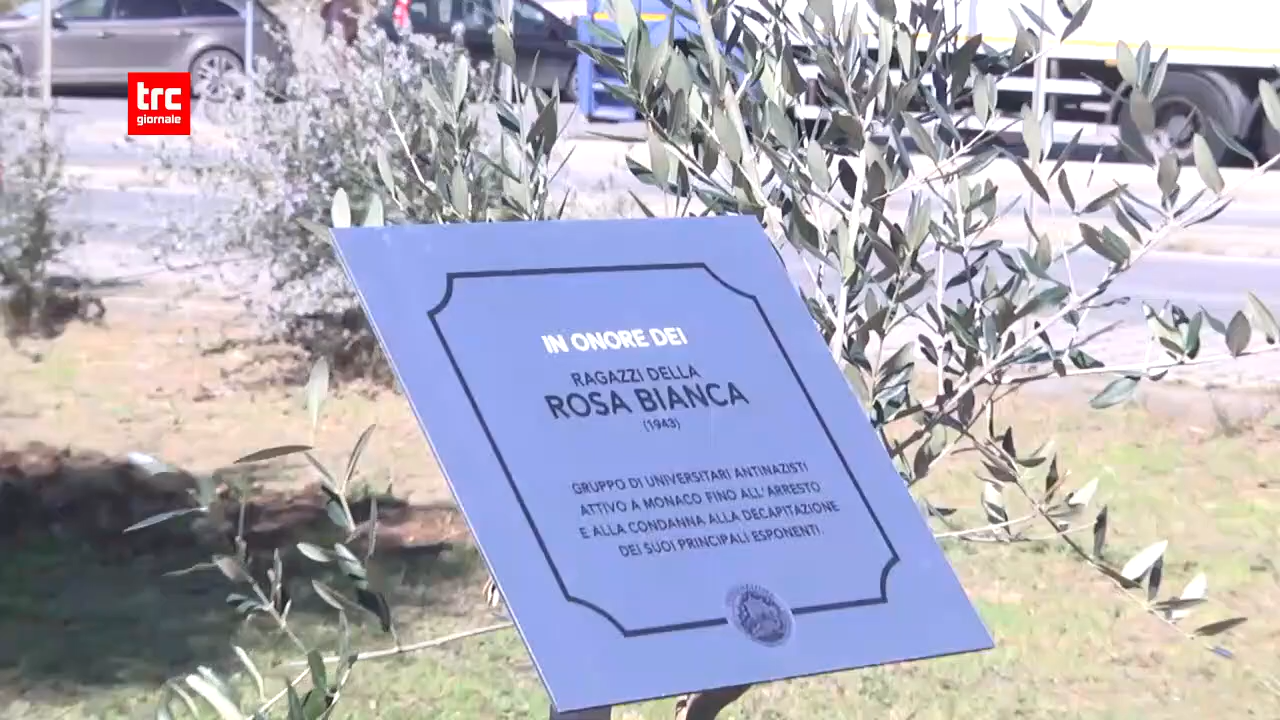 trc
giornale
IN ONORE DEI
RAGAZZI DELLA
ROSA BIANCA
(1943)
GRUPPO DI UNIVERSITARI ANTINAZISTI
ATTIVO A MONACO FINO ALL'ARRESTO
E ALLA CONDANNA ALLA DECAPITAZIONE
DEI SUOI PRINCIPALI ESPONENTI.